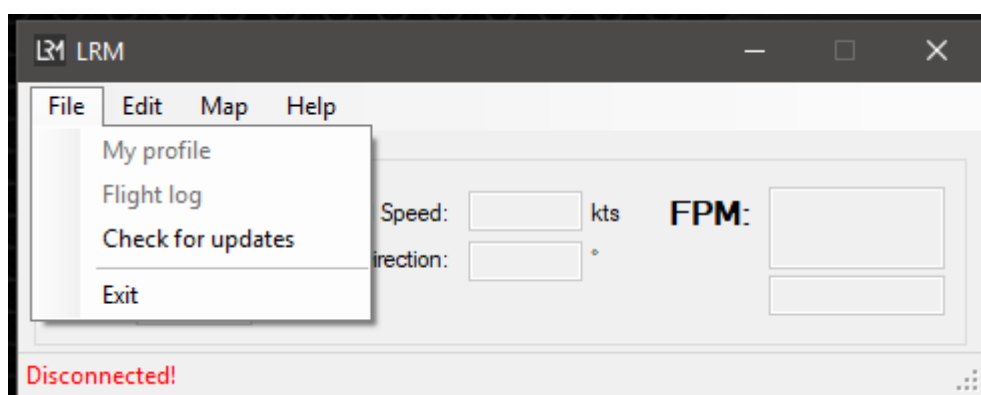 LRM LRM
File Edit Map Help
My profile
Flight log
Check for updates
Exit
Speed: kts FPM:
irection: °
Disconnected!